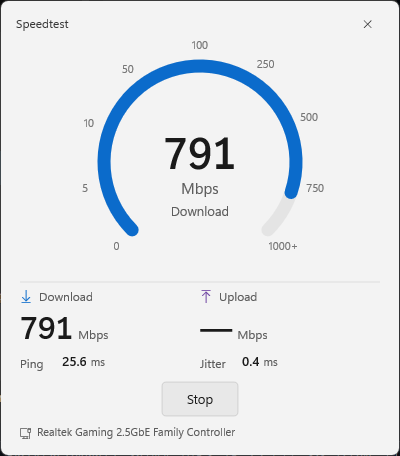 Speedtest
100
50
250
10
500
791
Mbps
5
750
Download
0
1000+
Download
Upload
791 Mbps
— Mbps
Ping 25.6 ms
Jitter 0.4 ms
Stop
Realtek Gaming 2.5GbE Family Controller